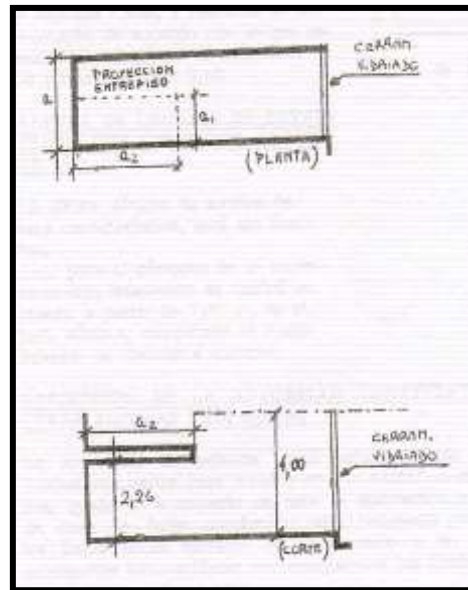 CERRAM
VIDRIADO
PROYECCION
ENTREPISO
a
a1
a2
(PLANTA)
a2
4,00
CERRAM.
VIDRIADO
2,26
(CORTE)